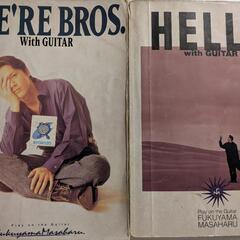 E'RE BROS.
With GUITAR
Play on the Guitar
Fukuyama Masaharu
HELL
with GUITAR
Play on the Guitar
FUKUYAMA
MASAHARU